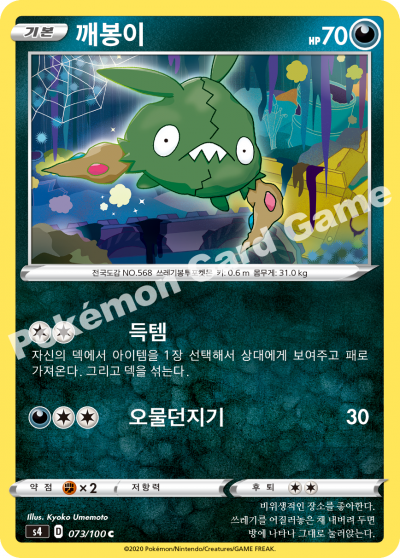 기본 깨봉이 HP 70
전국도감 NO.568 쓰레기봉투포켓몬 키: 0.6 m 몸무게: 31.0 kg
Pokémon Card Game
득템
자신의 덱에서 아이템을 1장 선택해서 상대에게 보여주고 패로
가져온다. 그리고 덱을 섞는다.
오물던지기 30
약점 ×2 저항력 후퇴
Illus. Kyoko Umemoto
s4 D 073/100 C
비위생적인 장소를 좋아한다.
쓰레기를 어질러놓은 채 내버려 두면
방에 나타나 그대로 눌러앉는다.
©2020 Pokémon/Nintendo/Creatures/GAME FREAK.